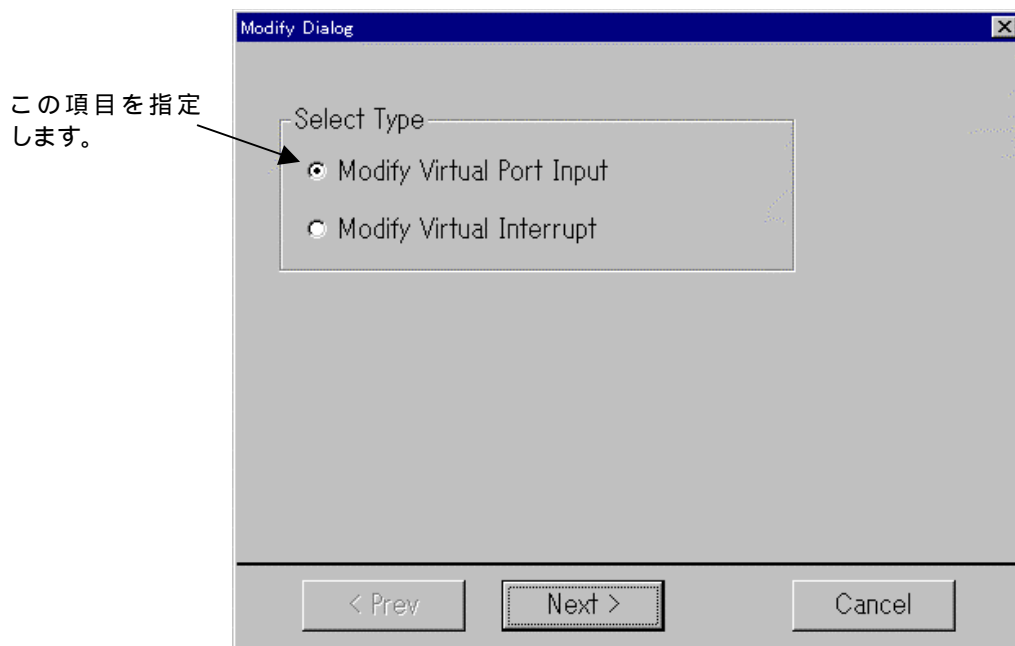 Modify Dialog
この項目を指定
します。
Select Type
Modify Virtual Port Input
Modify Virtual Interrupt
< Prev
Next >
Cancel